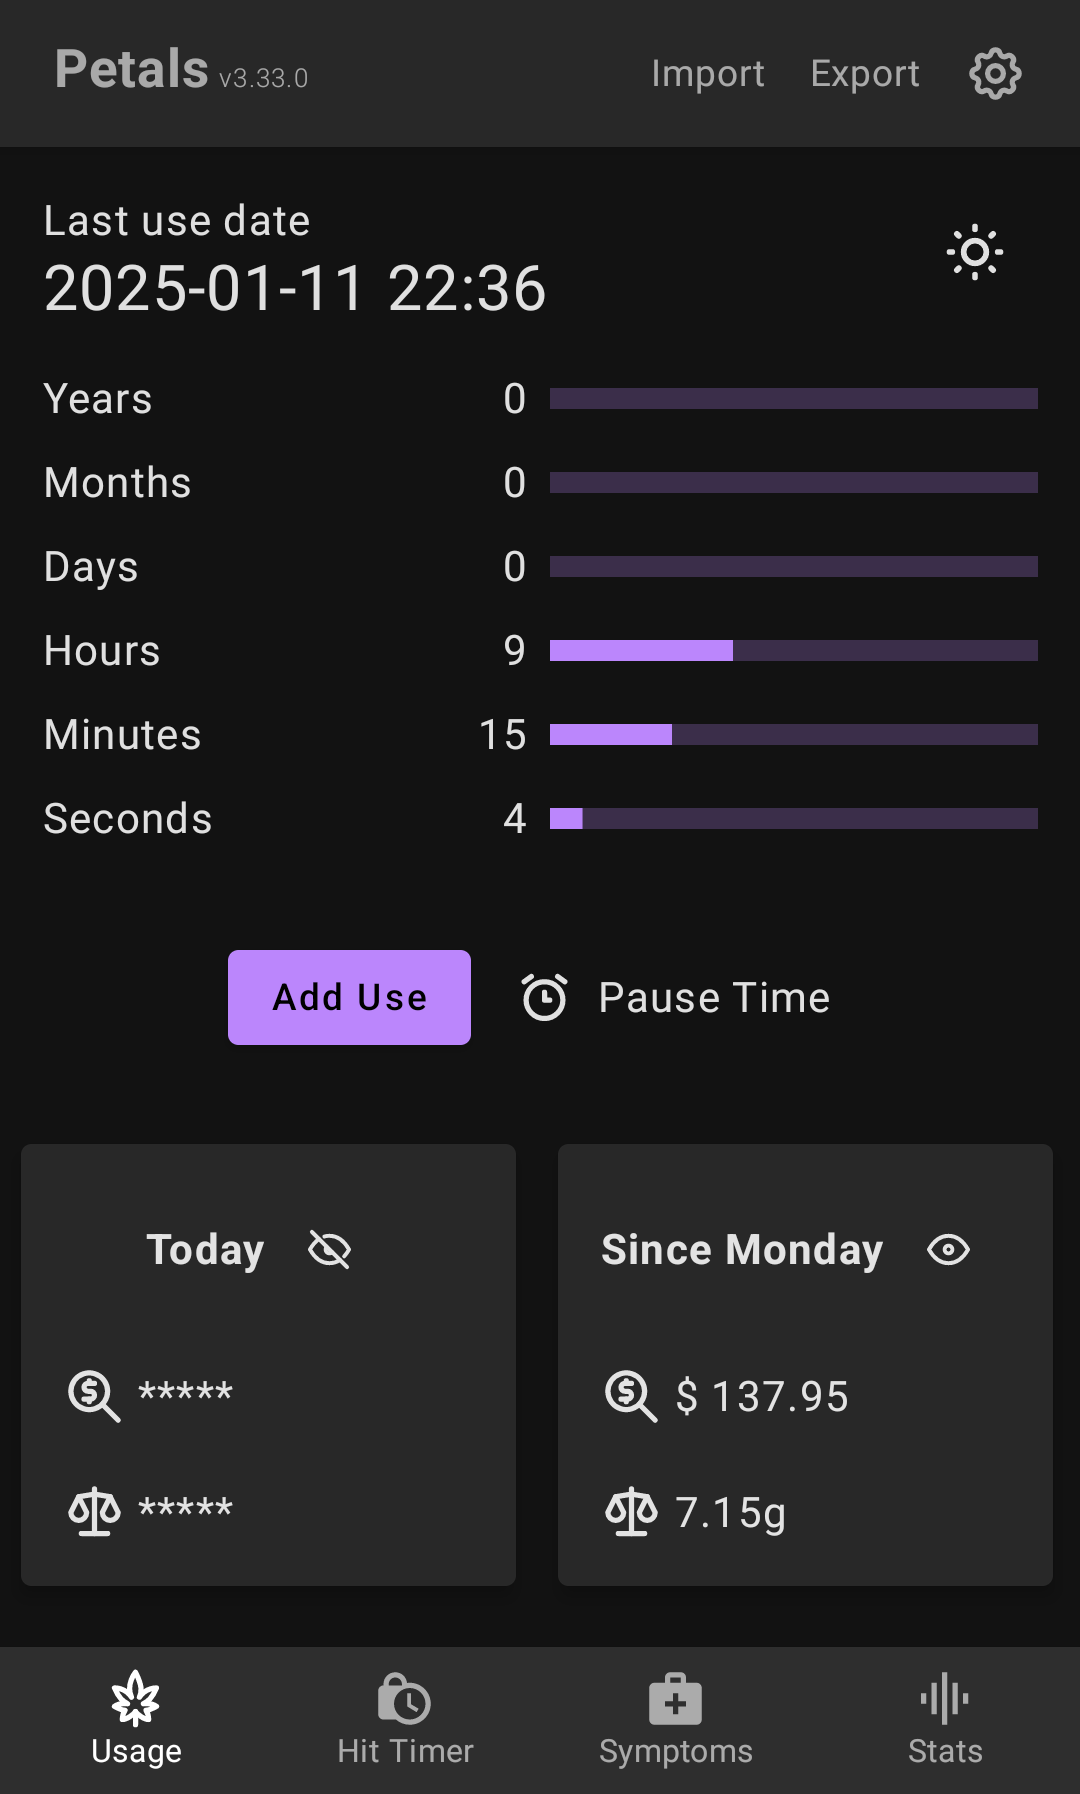 Petals v3.33.0 Import Export
Last use date
2025-01-11 22:36
Years 0
Months 0
Days 0
Hours 9
Minutes 15
Seconds 4
Add Use Pause Time
Today
*****
*****
Since Monday
$ 137.95
7.15g
Usage Hit Timer Symptoms Stats